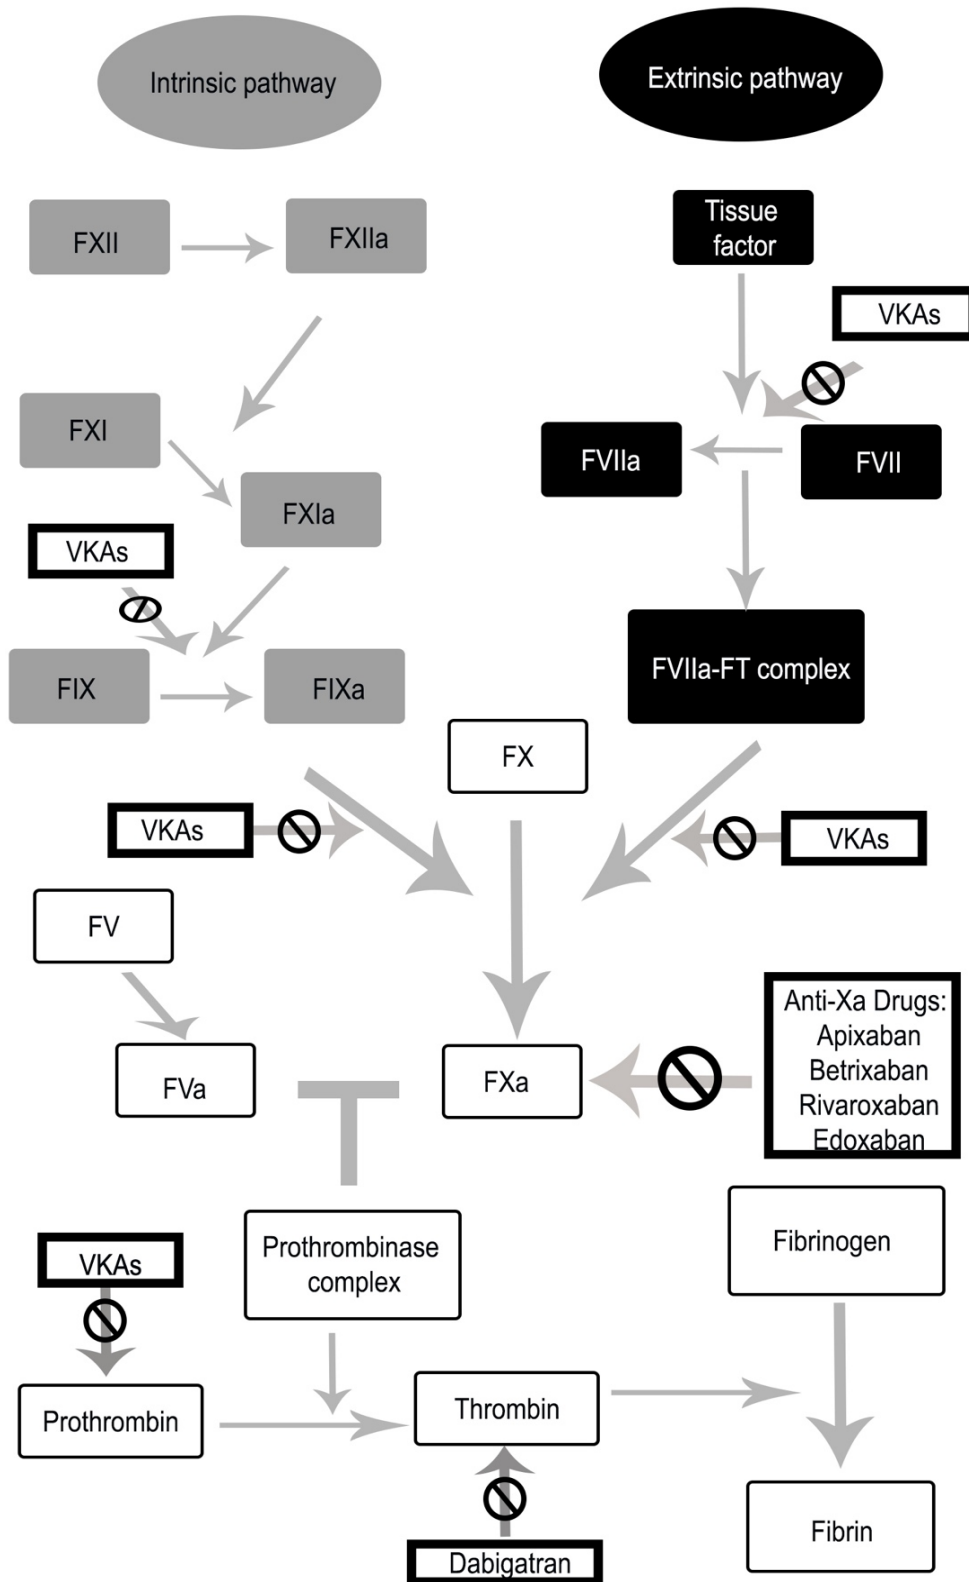 Intrinsic pathway
Extrinsic pathway
FXII
FXIIa
Tissue
factor
VKAs
FXI
FXIa
FVIIa
FVII
VKAs
FIX
FIXa
FVIIa-FT complex
FX
VKAs
VKAs
FV
FVa
FXa
Anti-Xa Drugs:
Apixaban
Betrixaban
Rivaroxaban
Edoxaban
VKAs
Prothrombinase
complex
Fibrinogen
Prothrombin
Thrombin
Dabigatran
Fibrin